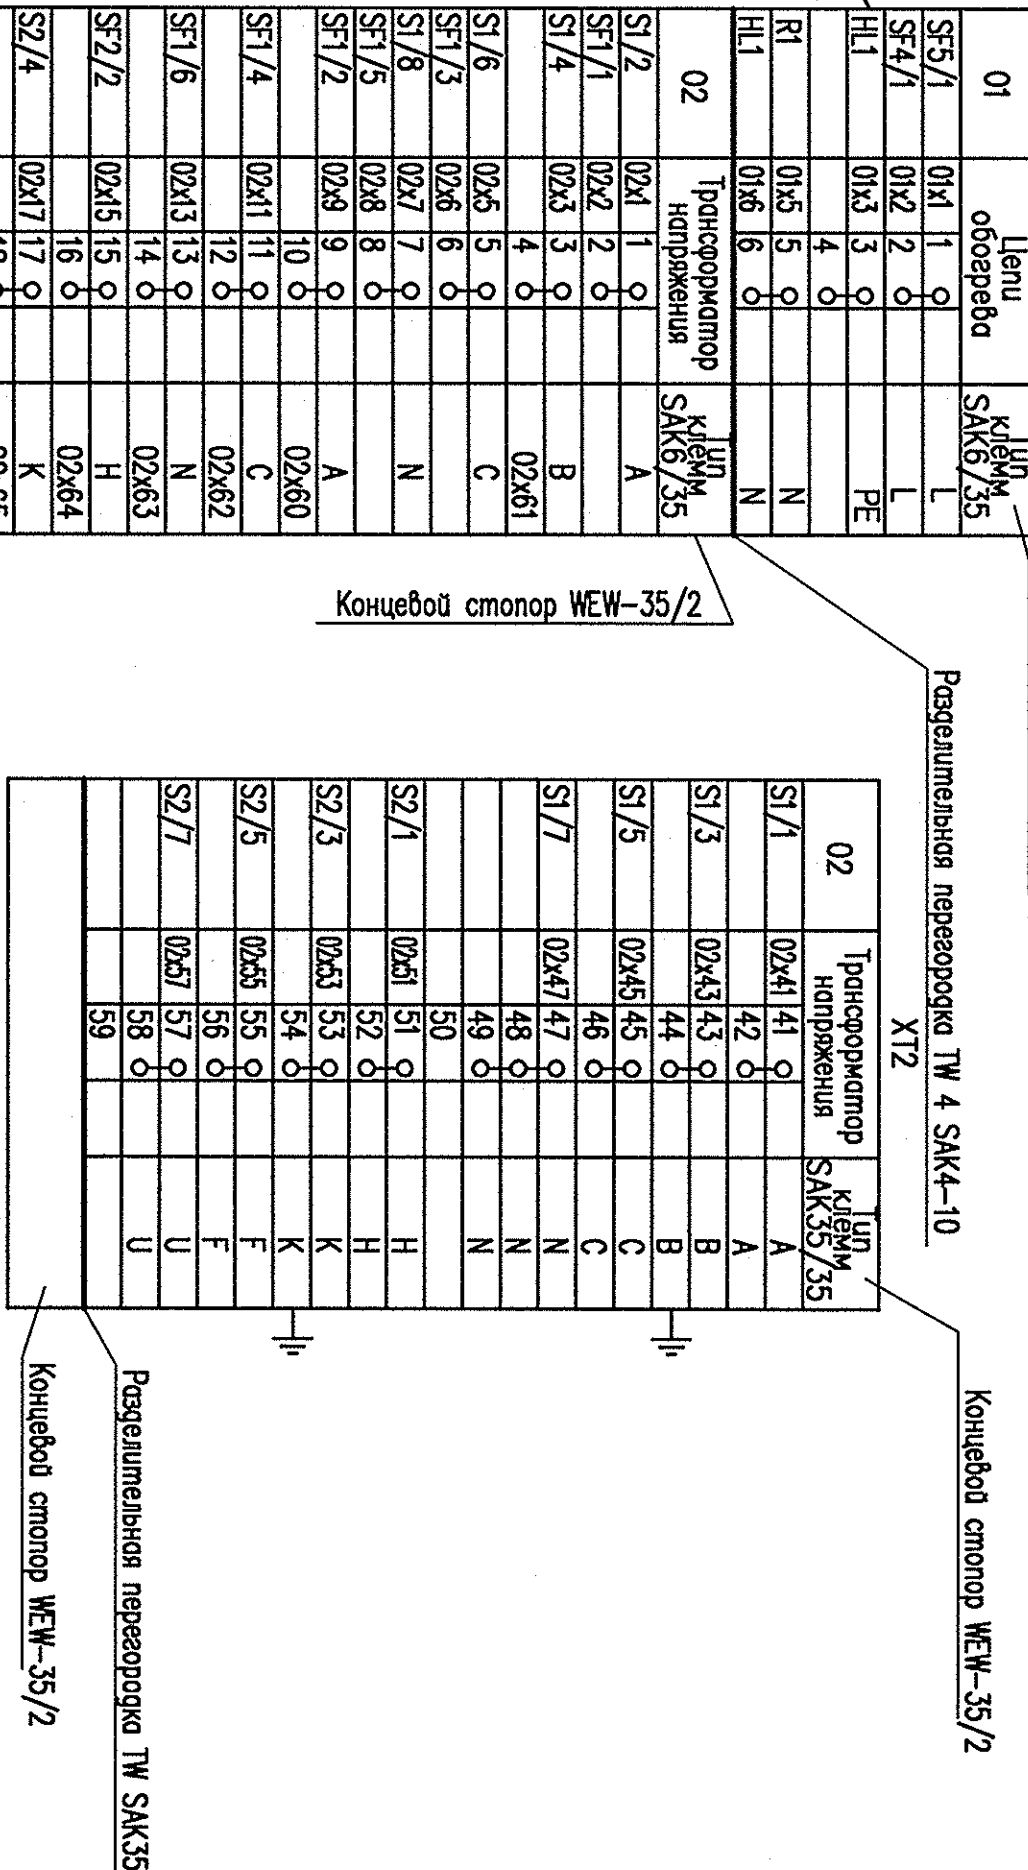 01 Цепи обогрева Тип клемм SAK6/35
SF5/1 01x1 1 L
SF4/1 01x2 2 L
HL1 01x3 3 PE
4
R1 01x5 5 N
HL1 01x6 6 N
02 Трансформатор напряжения Тип клемм SAK6/35
S1/2 02x1 1 A
SF1/1 02x2 2
S1/4 02x3 3 B
4 02x61
S1/6 02x5 5 C
SF1/3 02x6 6
S1/8 02x7 7 N
SF1/5 02x8 8
SF1/2 02x9 9 A
10 02x60
SF1/4 02x11 11 C
12 02x62
SF1/6 02x13 13 N
14 02x63
SF2/2 02x15 15 H
16 02x64
S2/4 02x17 17 K
Концевой стопор WEW-35/2
Разделительная перегородка TW 4 SAK4-10
XT2
02 Трансформатор напряжения Тип клемм SAK35/35
S1/1 02x41 41 A
42 A
S1/3 02x43 43 B
44 B
S1/5 02x45 45 C
46 C
S1/7 02x47 47 N
48 N
49 N
50
S2/1 02x51 51 H
52 H
S2/3 02x53 53 K
54 K
S2/5 02x55 55 F
56 F
S2/7 02x57 57 U
58 U
59
Концевой стопор WEW-35/2
Разделительная перегородка TW SAK35
Концевой стопор WEW-35/2